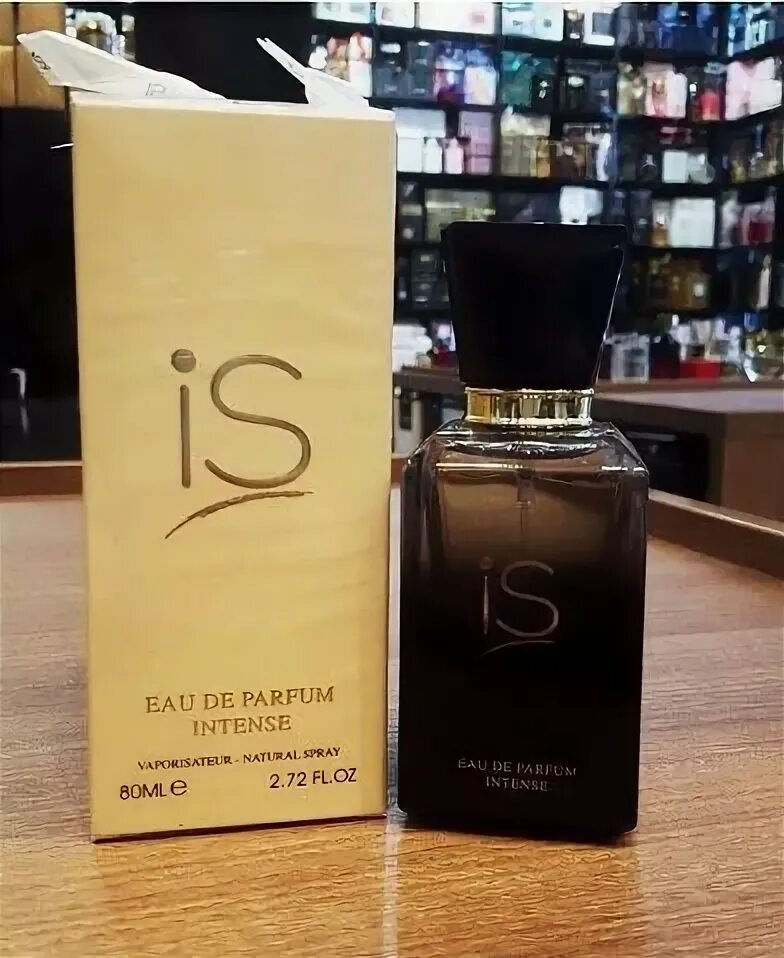 iS
EAU DE PARFUM
INTENSE
VAPORISATEUR - NATURAL SPRAY
80ML e 2.72 FL.OZ
iS
EAU DE PARFUM
INTENSE